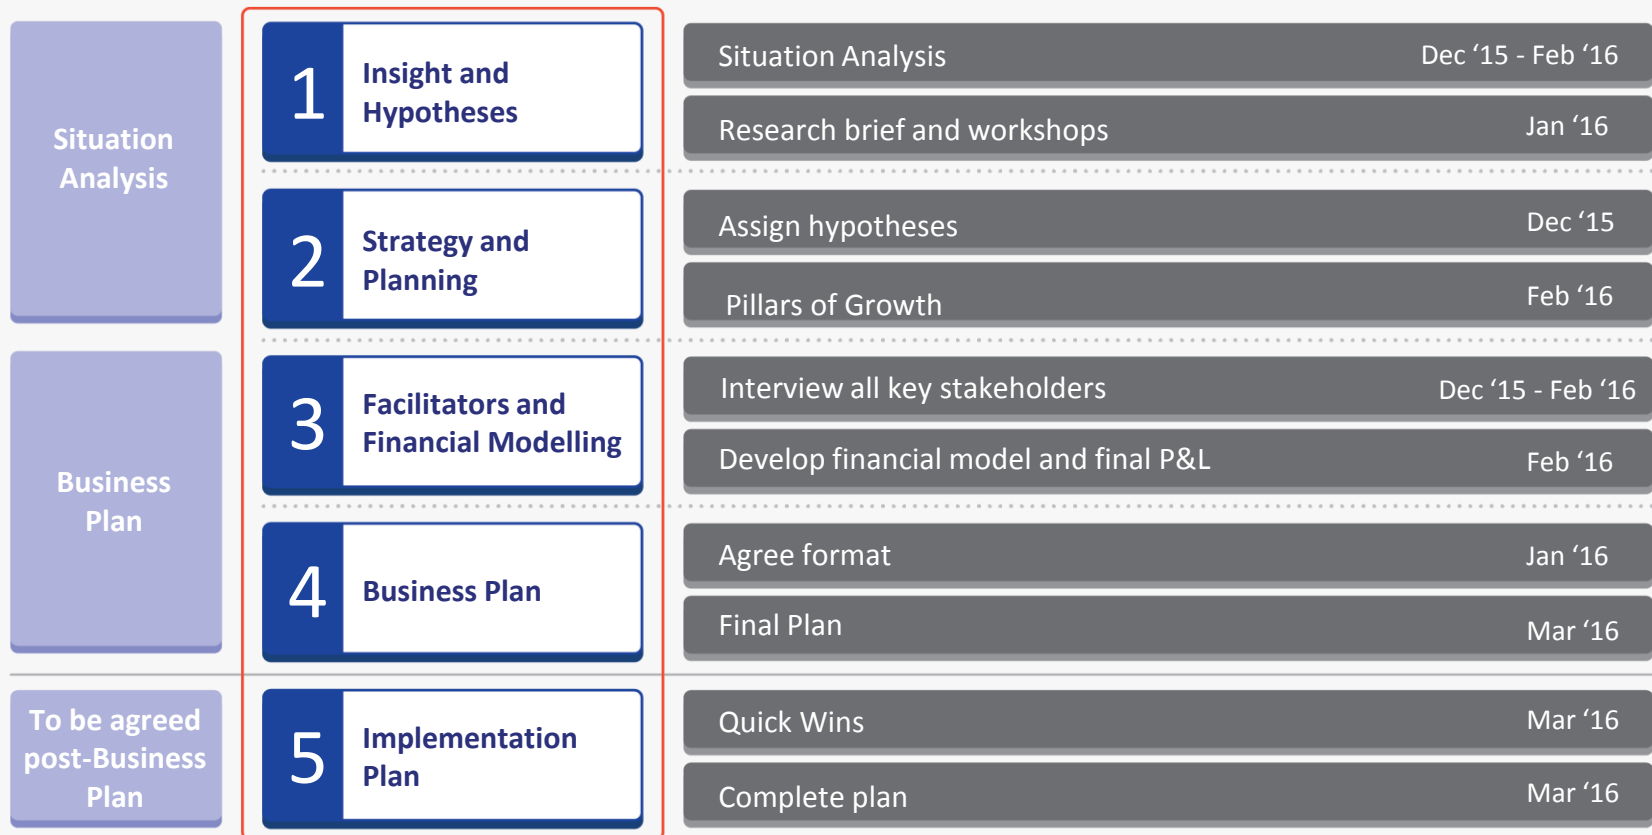 Situation
Analysis
1
Insight and
Hypotheses
Situation Analysis
Dec ‘15 - Feb ‘16
Research brief and workshops
Jan ‘16
2
Strategy and
Planning
Assign hypotheses
Dec ‘15
Pillars of Growth
Feb ‘16
Business
Plan
3
Facilitators and
Financial Modelling
Interview all key stakeholders
Dec ‘15 - Feb ‘16
Develop financial model and final P&L
Feb ‘16
4
Business Plan
Agree format
Jan ‘16
Final Plan
Mar ‘16
To be agreed
post-Business
Plan
5
Implementation
Plan
Quick Wins
Mar ‘16
Complete plan
Mar ‘16